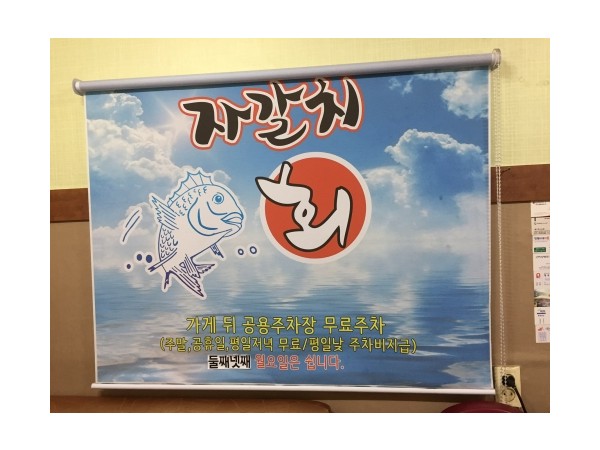 자갈치
회
가게 뒤 공용주차장 무료주차
(주말,공휴일,평일저녁 무료/평일낮 주차비지급)
둘째넷째 월요일은 쉽니다.